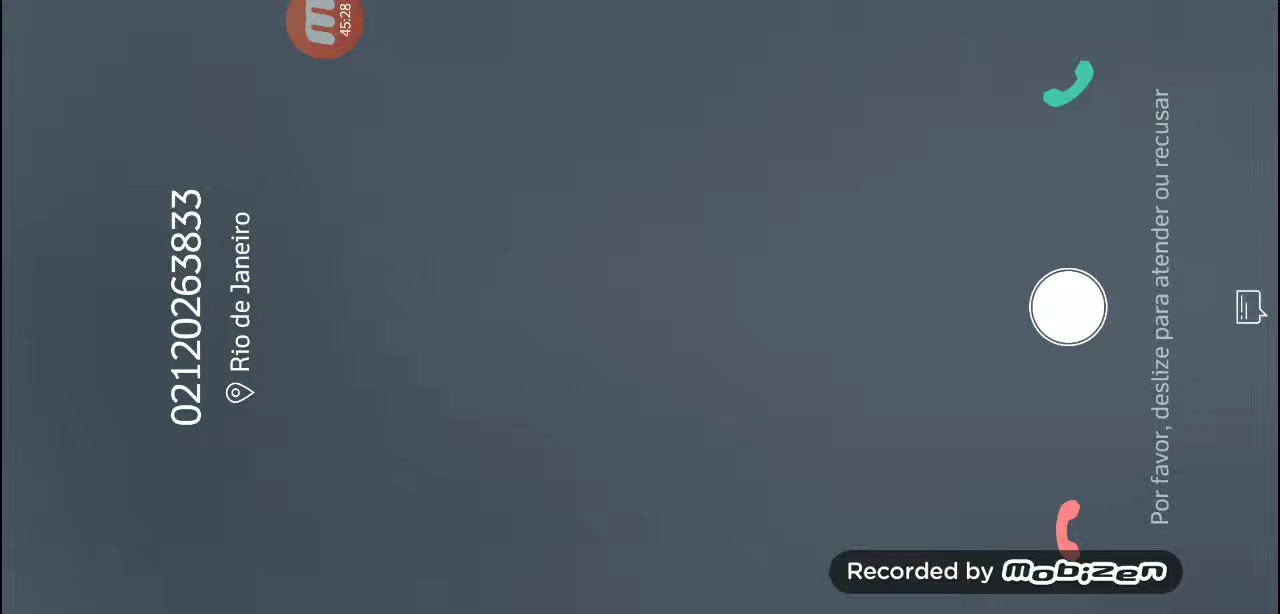 45:28
02120263833
Rio de Janeiro
Por favor, deslize para atender ou recusar
Recorded by mobizen